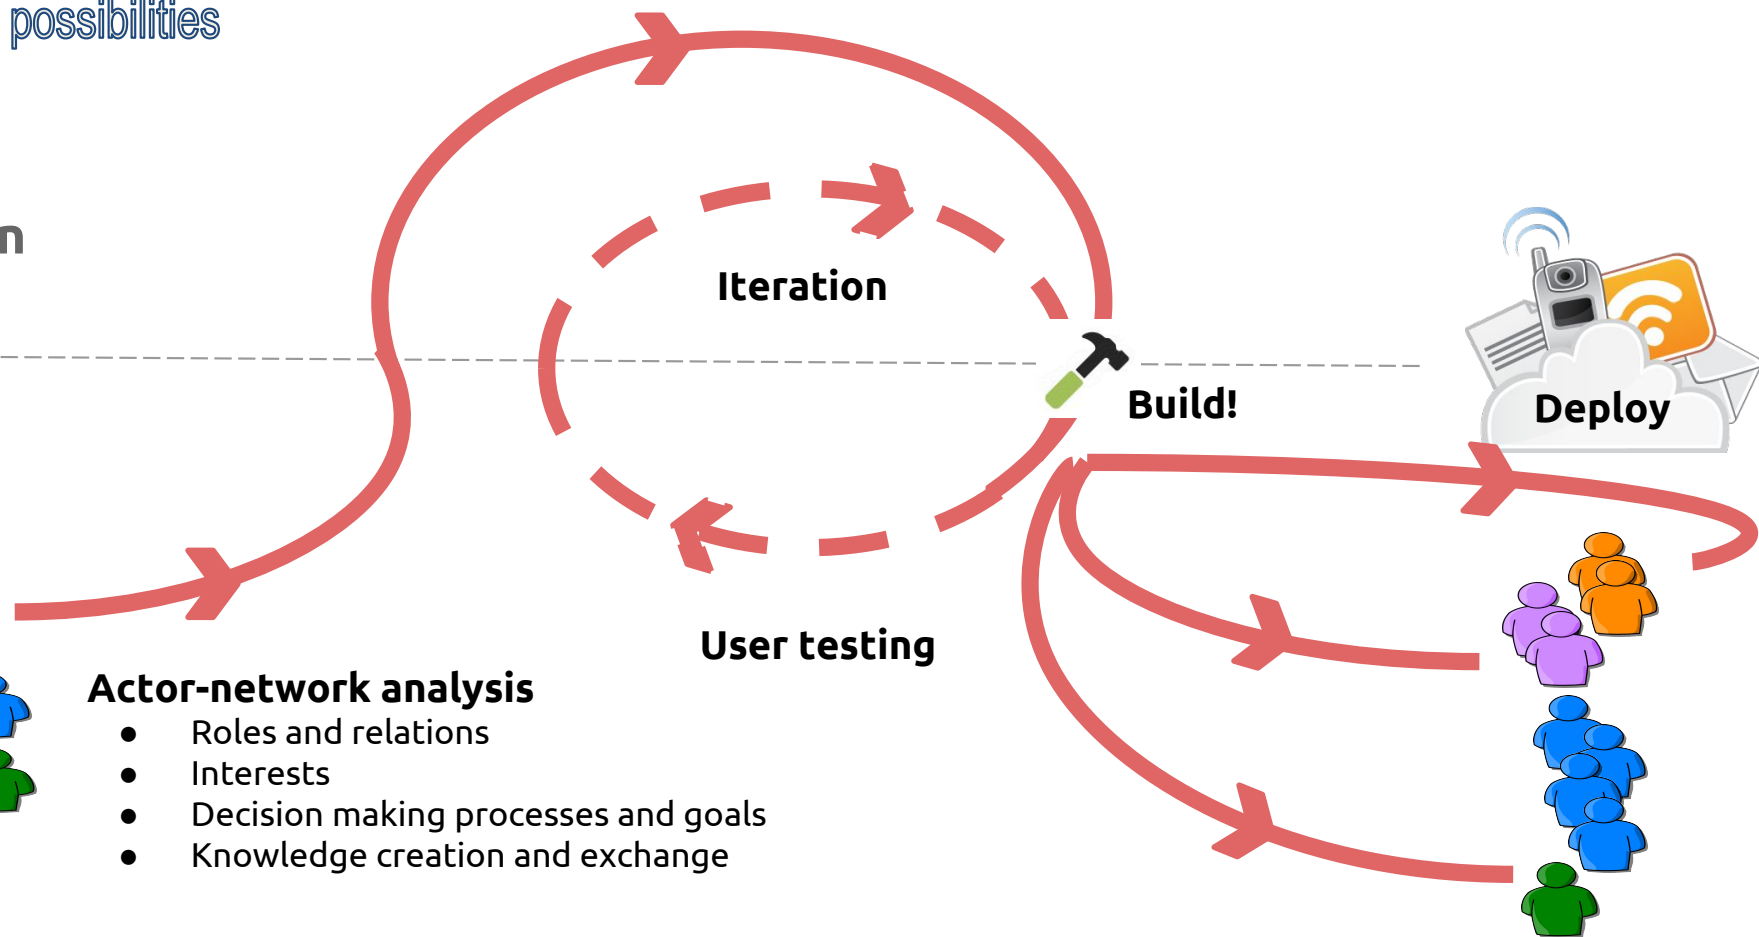 possibilities
n
Iteration
Build!
Deploy
User testing
Actor-network analysis
● Roles and relations
● Interests
● Decision making processes and goals
● Knowledge creation and exchange